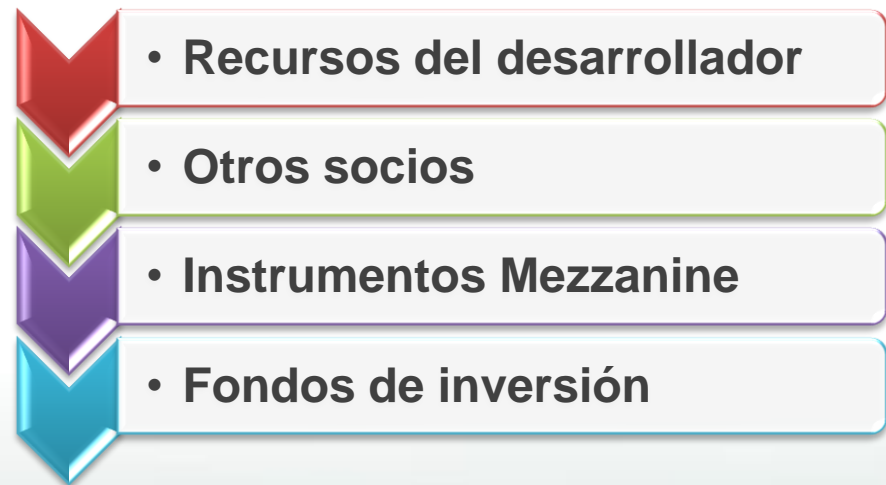 • Recursos del desarrollador
• Otros socios
• Instrumentos Mezzanine
• Fondos de inversión